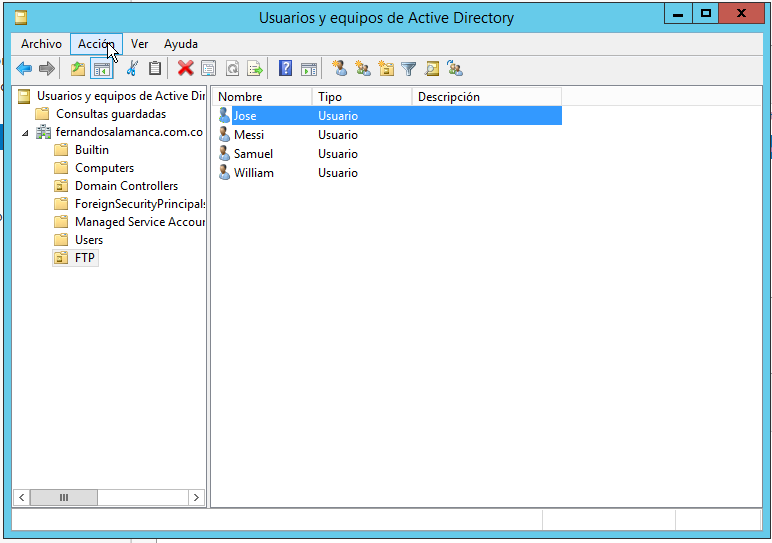 Usuarios y equipos de Active Directory
Archivo Acción Ver Ayuda
Usuarios y equipos de Active Dir
Consultas guardadas
fernandosalamanca.com.co
Builtin
Computers
Domain Controllers
ForeignSecurityPrincipals
Managed Service Accour
Users
FTP
Nombre Tipo Descripción
Jose Usuario
Messi Usuario
Samuel Usuario
William Usuario